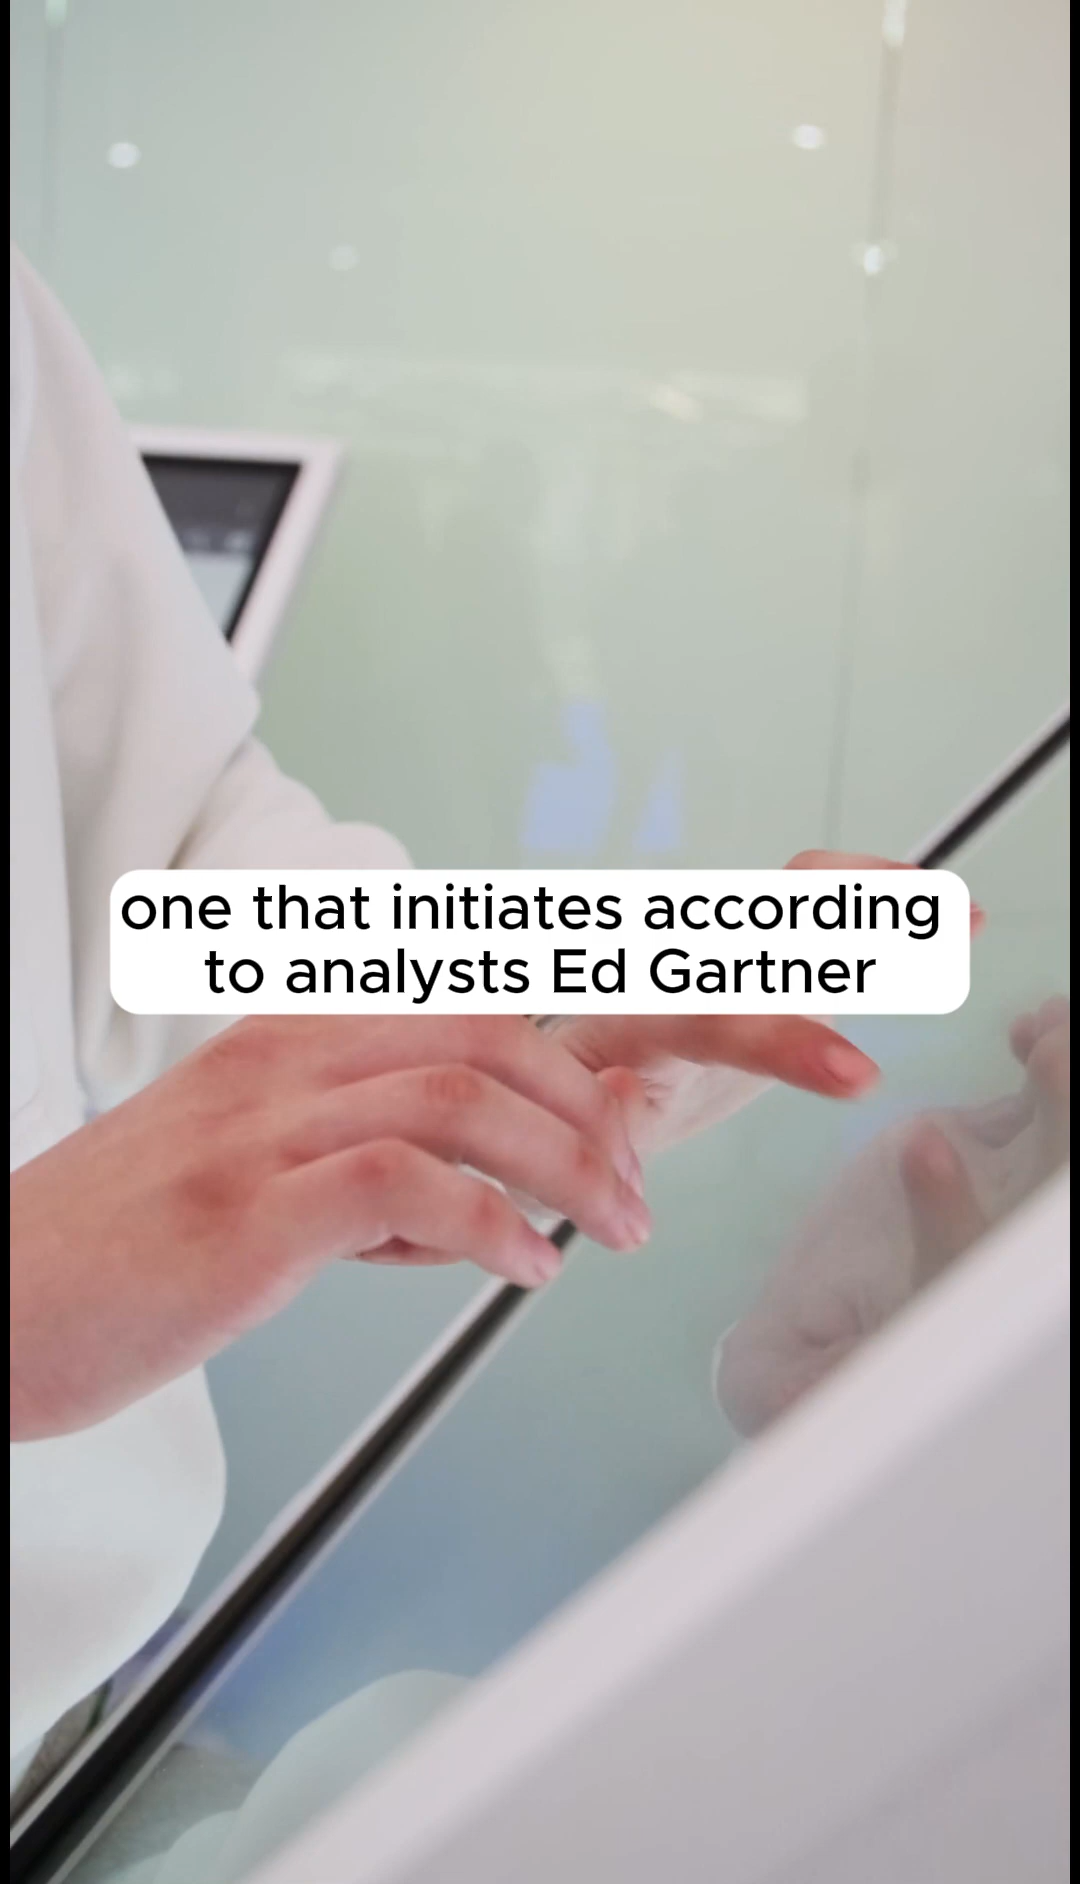 one that initiates according
to analysts Ed Gartner